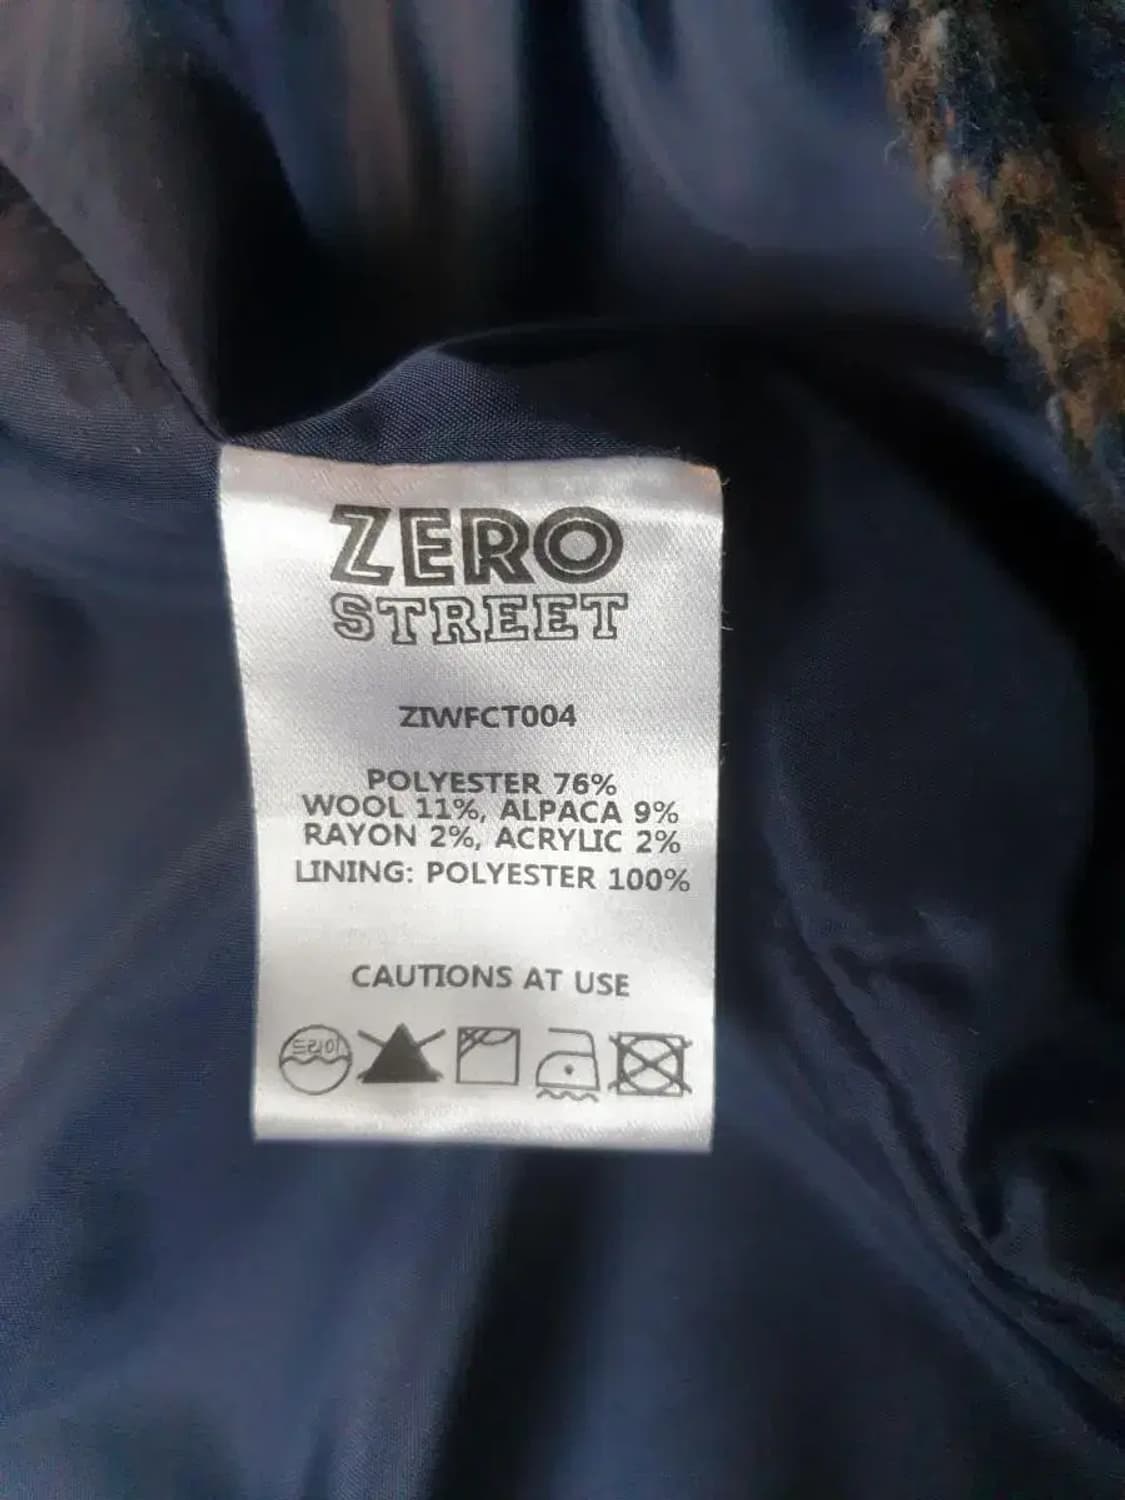 ZERO
STREET
ZIWFCT004
POLYESTER 76%
WOOL 11%, ALPACA 9%
RAYON 2%, ACRYLIC 2%
LINING: POLYESTER 100%
CAUTIONS AT USE
드라이